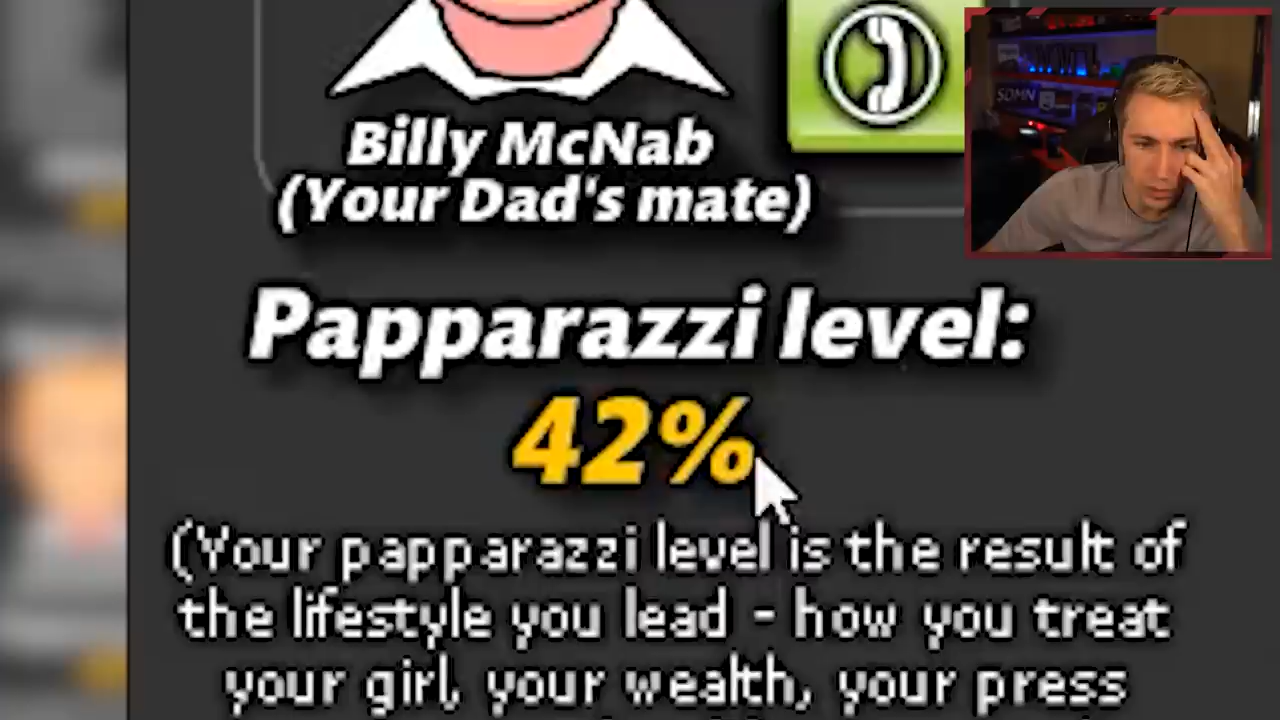 SDMN
Billy McNab
(Your Dad's mate)
Papparazzi level:
42%
(Your papparazzi level is the result of
the lifestyle you lead - how you treat
your girl, your wealth, your press